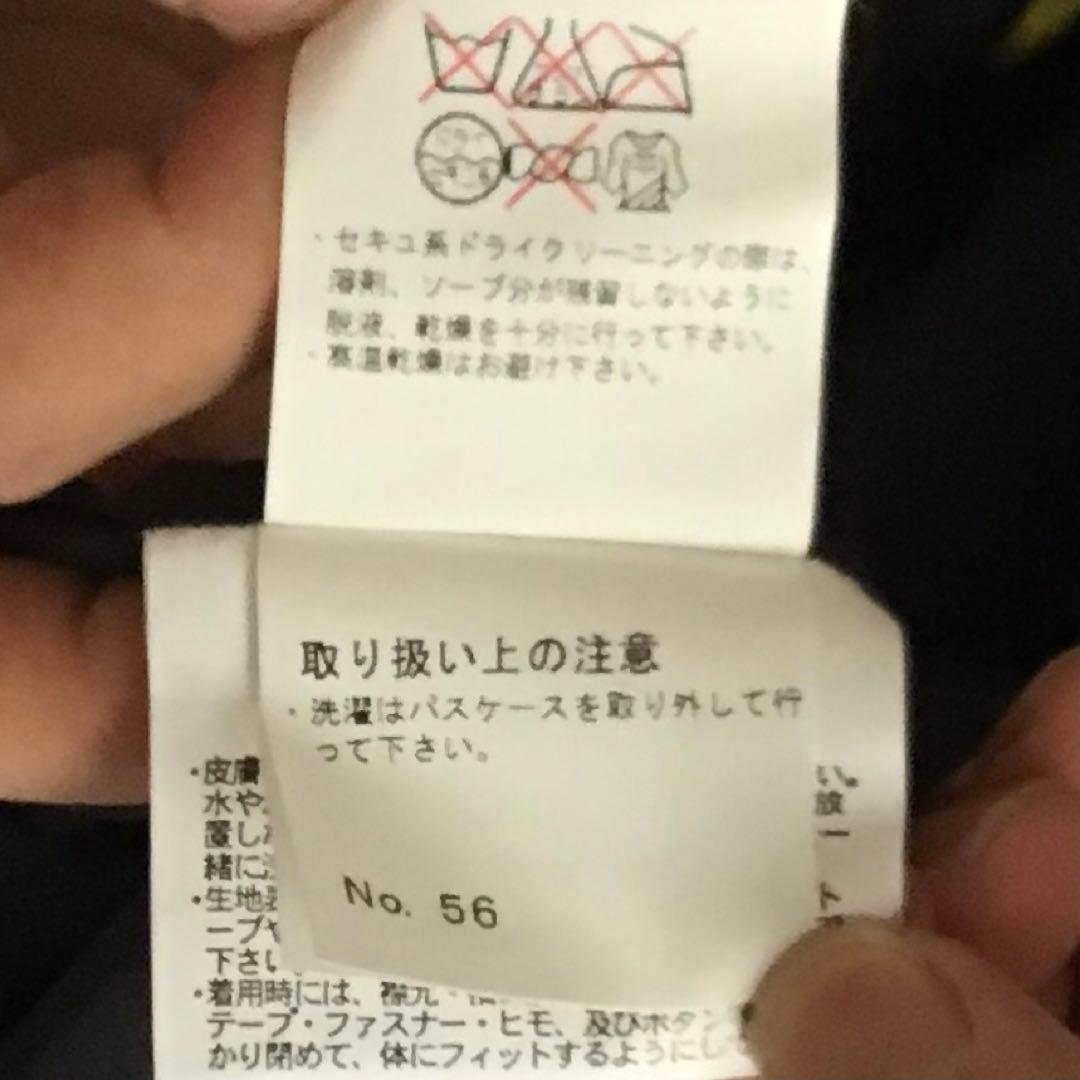 ・セキユ系ドライクリーニングの際は、
溶剤、ソープ分が残留しないように
脱液、乾燥を十分に行って下さい。
・高温乾燥はお避け下さい。
取り扱い上の注意
・洗濯はパスケースを取り外して行
って下さい。
・皮膚
水や
置し
緒に
・生地
ープや
下さい
No. 56
・着用時には、襟元・
テープ・ファスナー・ヒモ、及びボタン
かり閉めて、体にフィットするようにし